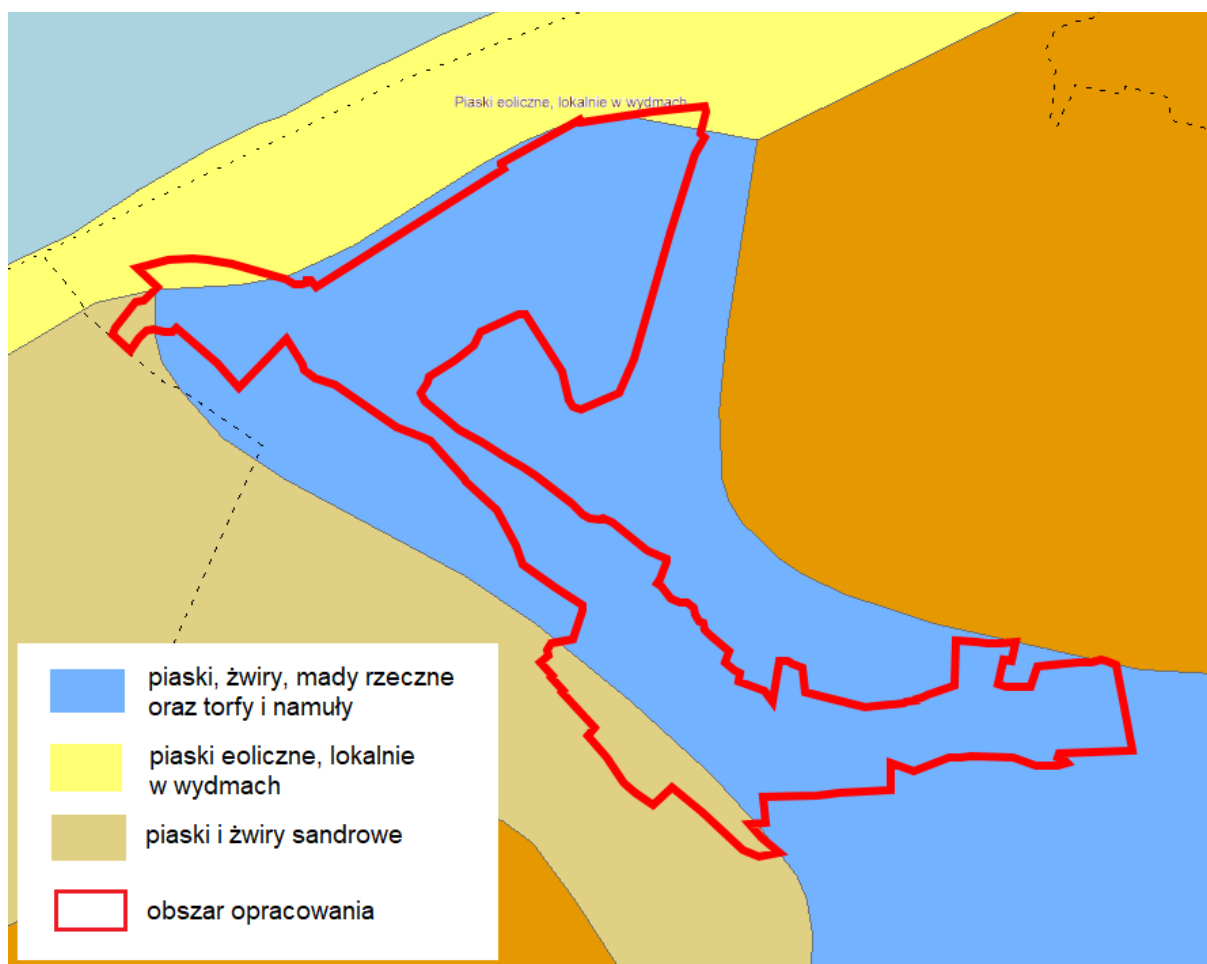 Piaski eoliczne, lokalnie w wydmach
piaski, żwiry, mady rzeczne
oraz torfy i namuły
piaski eoliczne, lokalnie
w wydmach
piaski i żwiry sandrowe
obszar opracowania